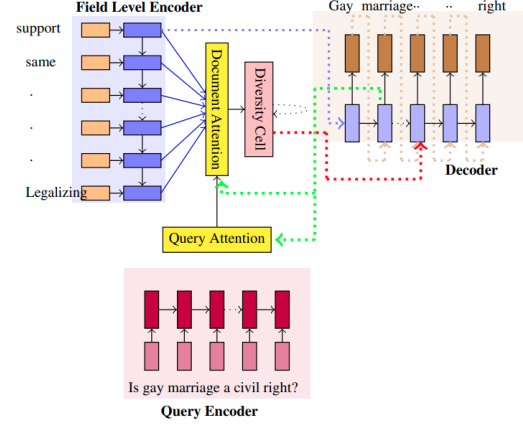 Field Level Encoder
Gay marriage·· ·· right
support
same
.
.
.
Legalizing
Document Attention
Diversity Cell
Decoder
Query Attention
Is gay marriage a civil right?
Query Encoder